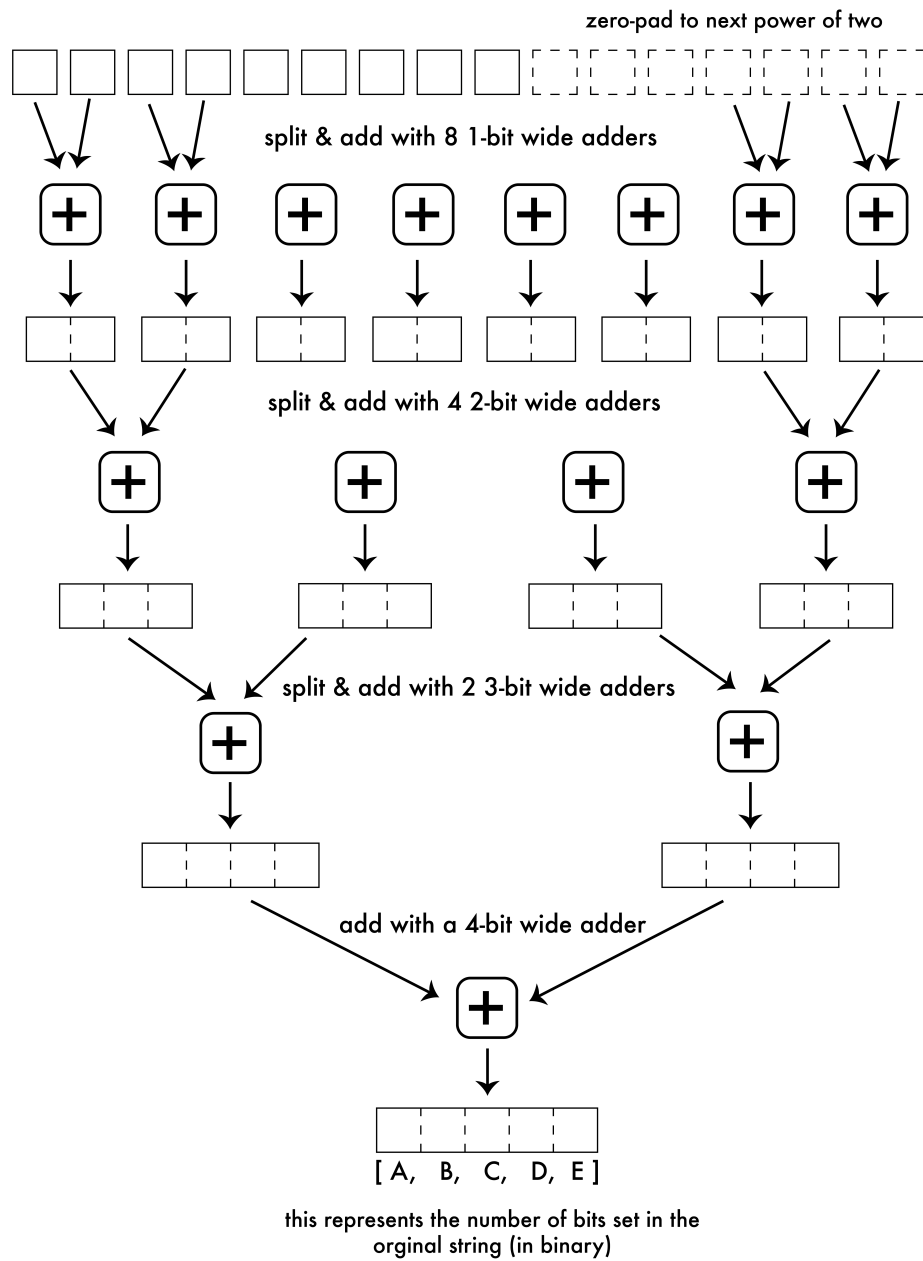 zero-pad to next power of two
split & add with 8 1-bit wide adders
split & add with 4 2-bit wide adders
split & add with 2 3-bit wide adders
add with a 4-bit wide adder
[ A, B, C, D, E ]
this represents the number of bits set in the
orginal string (in binary)